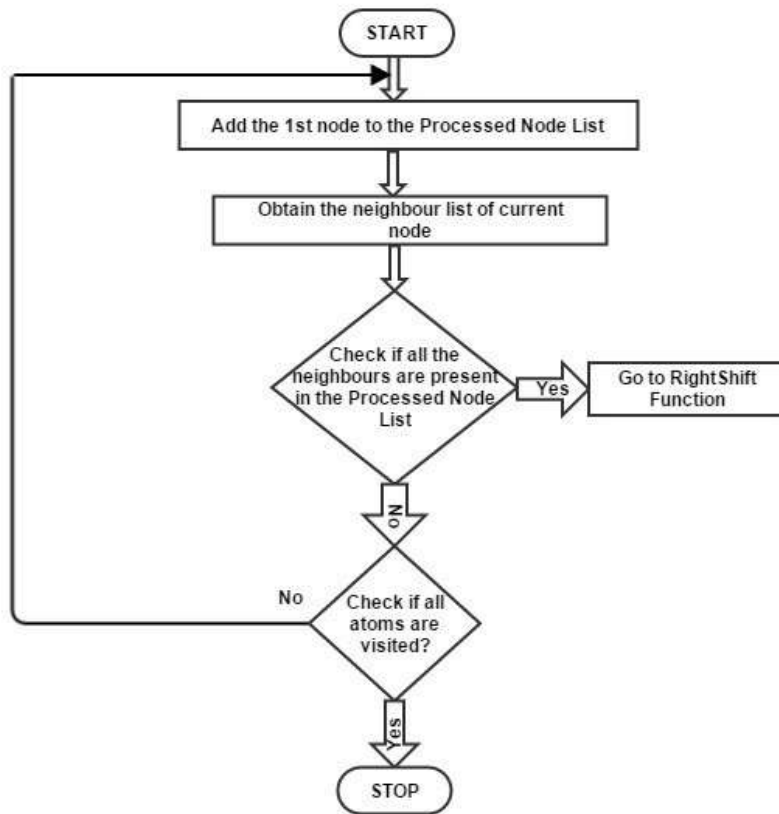 START
Add the 1st node to the Processed Node List
Obtain the neighbour list of current
node
Check if all the
neighbours are present
in the Processed Node
List
Yes
Go to RightShift
Function
No
No
Check if all
atoms are
visited?
Yes
STOP